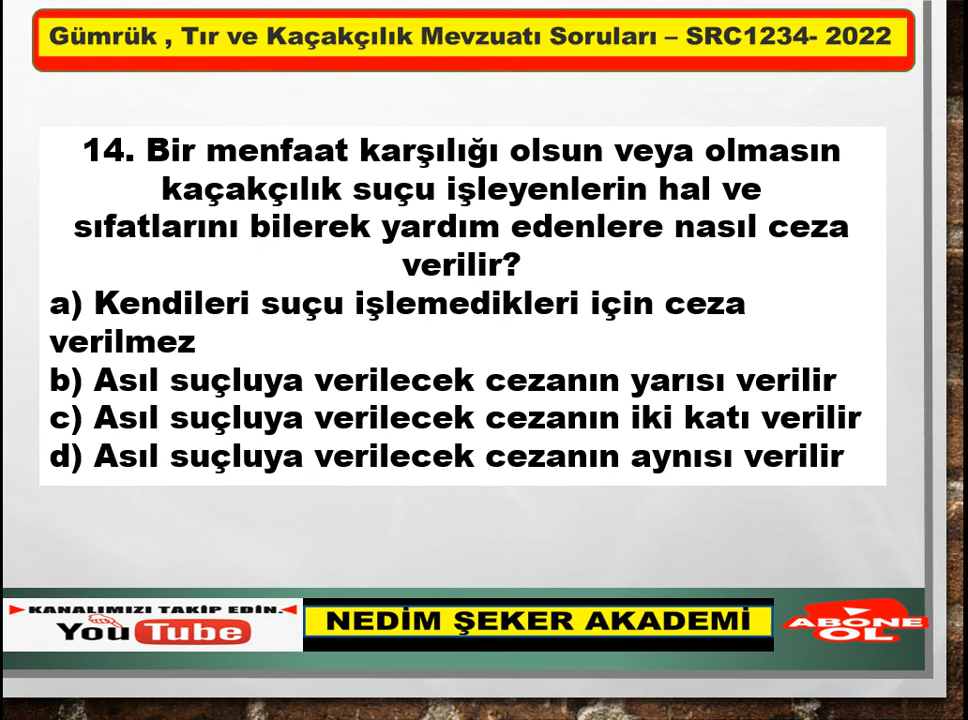 Gümrük , Tır ve Kaçakçılık Mevzuatı Soruları – SRC1234- 2022
14. Bir menfaat karşılığı olsun veya olmasın
kaçakçılık suçu işleyenlerin hal ve
sıfatlarını bilerek yardım edenlere nasıl ceza
verilir?
a) Kendileri suçu işlemedikleri için ceza
verilmez
b) Asıl suçluya verilecek cezanın yarısı verilir
c) Asıl suçluya verilecek cezanın iki katı verilir
d) Asıl suçluya verilecek cezanın aynısı verilir
KANALIMIZI TAKİP EDİN.
YouTube
NEDİM ŞEKER AKADEMİ
ABONE
OL